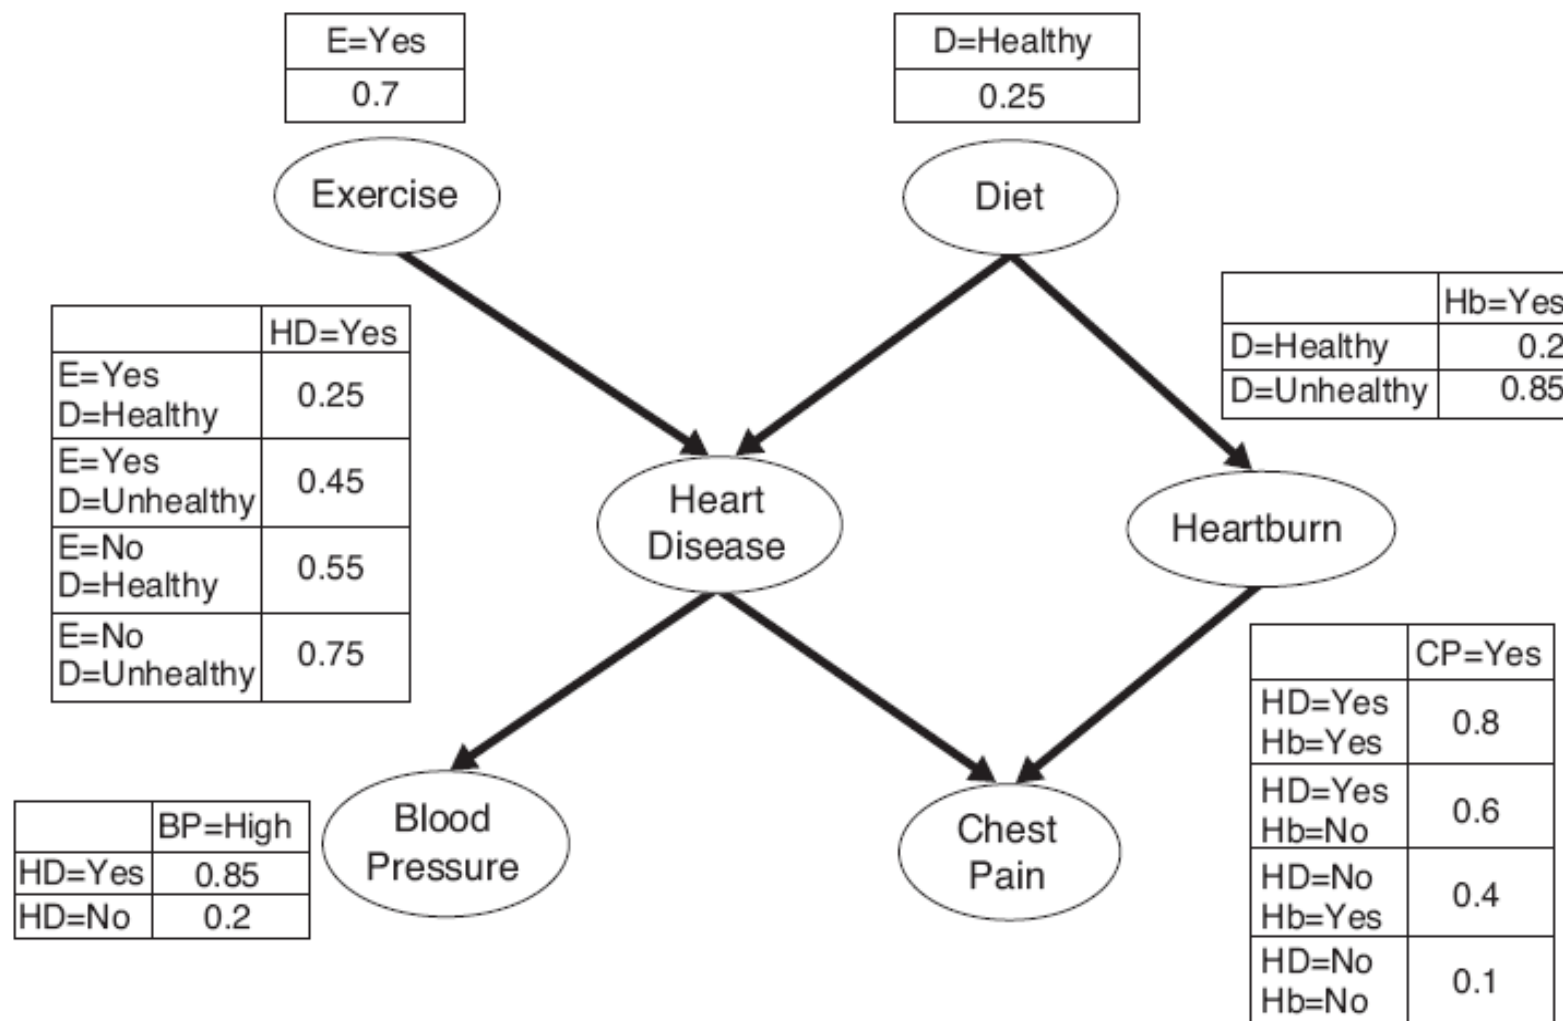 E=Yes
0.7
D=Healthy
0.25
Exercise
Diet
HD=Yes
E=Yes
D=Healthy
0.25
E=Yes
D=Unhealthy
0.45
E=No
D=Healthy
0.55
E=No
D=Unhealthy
0.75
Hb=Yes
D=Healthy 0.2
D=Unhealthy 0.85
Heart
Disease
Heartburn
BP=High
HD=Yes 0.85
HD=No 0.2
Blood
Pressure
Chest
Pain
CP=Yes
HD=Yes
Hb=Yes
0.8
HD=Yes
Hb=No
0.6
HD=No
Hb=Yes
0.4
HD=No
Hb=No
0.1